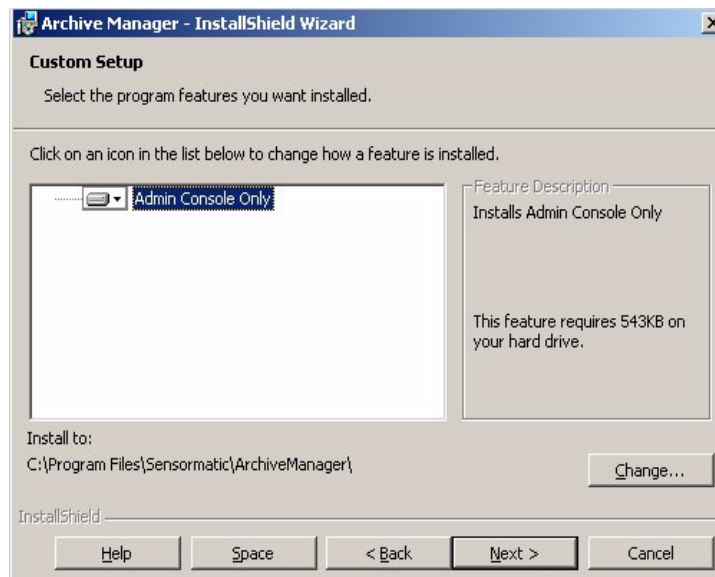 Archive Manager - InstallShield Wizard
Custom Setup
Select the program features you want installed.
Click on an icon in the list below to change how a feature is installed.
Admin Console Only
Feature Description
Installs Admin Console Only
This feature requires 543KB on
your hard drive.
Install to:
C:\Program Files\Sensormatic\ArchiveManager\
Change...
InstallShield
Help
Space
< Back
Next >
Cancel